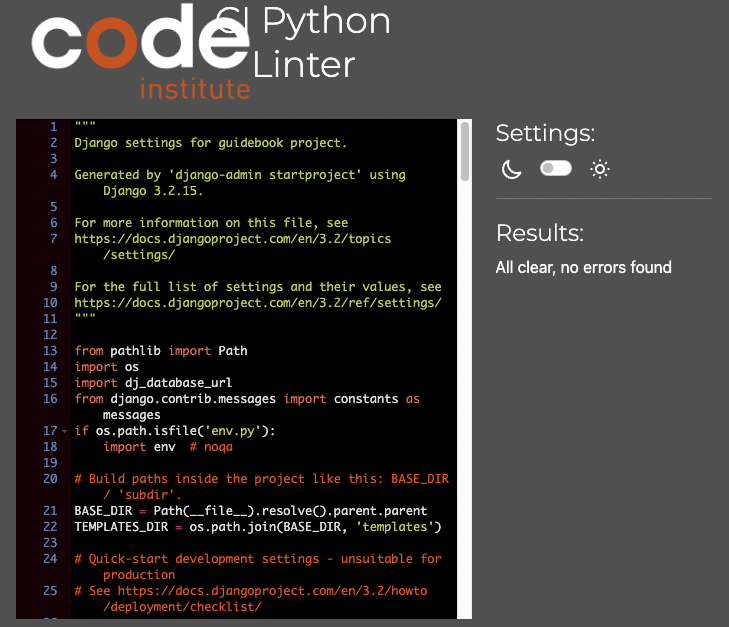 code
institute
CI Python
Linter
1 """
2 Django settings for guidebook project.
3
4 Generated by 'django-admin startproject' using
Django 3.2.15.
5
6 For more information on this file, see
7 https://docs.djangoproject.com/en/3.2/topics
/settings/
8
9 For the full list of settings and their values, see
10 https://docs.djangoproject.com/en/3.2/ref/settings/
11 """
12
13 from pathlib import Path
14 import os
15 import dj_database_url
16 from django.contrib.messages import constants as
messages
17 if os.path.isfile('env.py'):
18 import env  # noqa
19
20 # Build paths inside the project like this: BASE_DIR
/ 'subdir'.
21 BASE_DIR = Path(__file__).resolve().parent.parent
22 TEMPLATES_DIR = os.path.join(BASE_DIR, 'templates')
23
24 # Quick-start development settings - unsuitable for
production
25 # See https://docs.djangoproject.com/en/3.2/howto
/deployment/checklist/
Settings:
Results:
All clear, no errors found